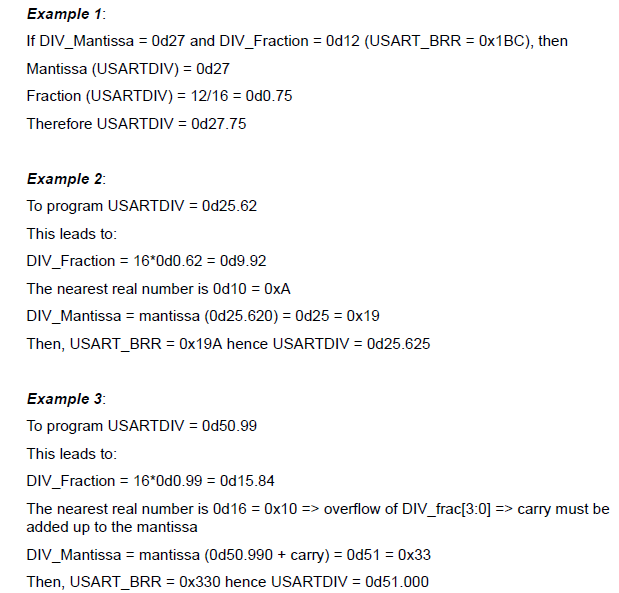 Example 1:
If DIV_Mantissa = 0d27 and DIV_Fraction = 0d12 (USART_BRR = 0x1BC), then
Mantissa (USARTDIV) = 0d27
Fraction (USARTDIV) = 12/16 = 0d0.75
Therefore USARTDIV = 0d27.75
Example 2:
To program USARTDIV = 0d25.62
This leads to:
DIV_Fraction = 16*0d0.62 = 0d9.92
The nearest real number is 0d10 = 0xA
DIV_Mantissa = mantissa (0d25.620) = 0d25 = 0x19
Then, USART_BRR = 0x19A hence USARTDIV = 0d25.625
Example 3:
To program USARTDIV = 0d50.99
This leads to:
DIV_Fraction = 16*0d0.99 = 0d15.84
The nearest real number is 0d16 = 0x10 => overflow of DIV_frac[3:0] => carry must be
added up to the mantissa
DIV_Mantissa = mantissa (0d50.990 + carry) = 0d51 = 0x33
Then, USART_BRR = 0x330 hence USARTDIV = 0d51.000